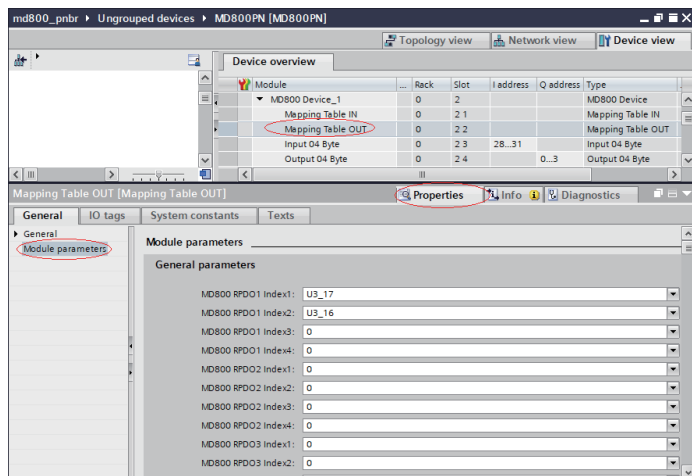 md800_pnbr ▸ Ungrouped devices ▸ MD800PN [MD800PN]
Topology view Network view Device view
Device overview
Module ... Rack Slot I address Q address Type
MD800 Device_1 0 2 MD800 Device
Mapping Table IN 0 2 1 Mapping Table IN
Mapping Table OUT 0 2 2 Mapping Table OUT
Input 04 Byte 0 2 3 28...31 Input 04 Byte
Output 04 Byte 0 2 4 0...3 Output 04 Byte
Mapping Table OUT [Mapping Table OUT]
Properties Info Diagnostics
General IO tags System constants Texts
General
Module parameters
Module parameters
General parameters
MD800 RPDO1 Index1: U3_17
MD800 RPDO1 Index2: U3_16
MD800 RPDO1 Index3: 0
MD800 RPDO1 Index4: 0
MD800 RPDO2 Index1: 0
MD800 RPDO2 Index2: 0
MD800 RPDO2 Index3: 0
MD800 RPDO2 Index4: 0
MD800 RPDO3 Index1: 0
MD800 RPDO3 Index2: 0